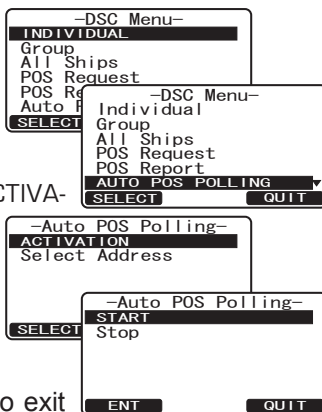 -DSC Menu-
INDIVIDUAL
Group
All Ships
POS Request
POS Re
Auto P
SELECT
-DSC Menu-
Individual
Group
All Ships
POS Request
POS Report
AUTO POS POLLING
SELECT QUIT
CTIVA-
-Auto POS Polling-
ACTIVATION
Select Address
SELECT
-Auto POS Polling-
START
Stop
ENT QUIT
o exit